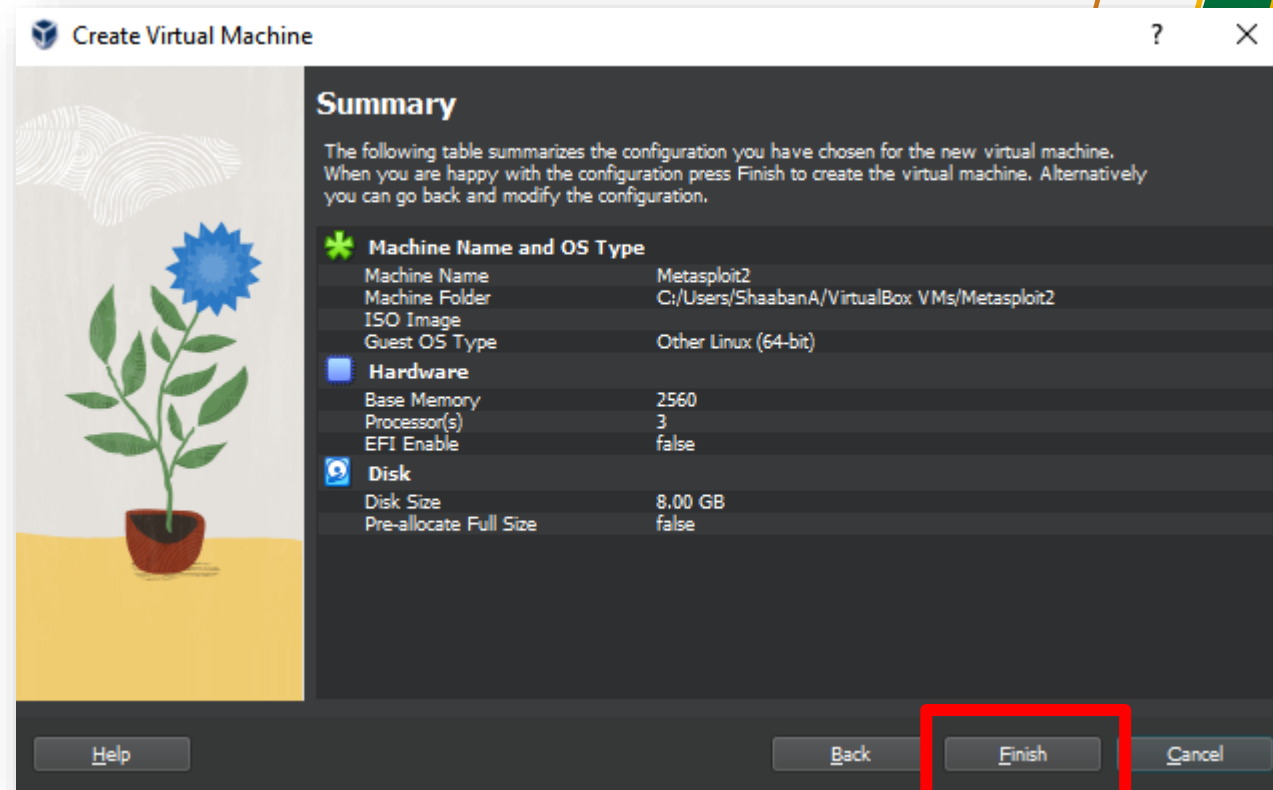 Create Virtual Machine
?
Summary
The following table summarizes the configuration you have chosen for the new virtual machine.
When you are happy with the configuration press Finish to create the virtual machine. Alternatively
you can go back and modify the configuration.
Machine Name and OS Type
Machine Name Metasploit2
Machine Folder C:/Users/ShaabanA/VirtualBox VMs/Metasploit2
ISO Image
Guest OS Type Other Linux (64-bit)
Hardware
Base Memory 2560
Processor(s) 3
EFI Enable false
Disk
Disk Size 8.00 GB
Pre-allocate Full Size false
Help Back Finish Cancel